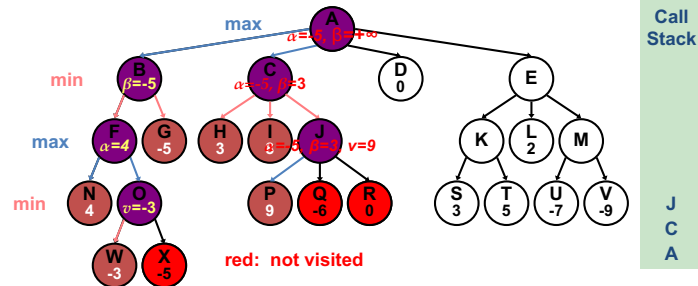 Call
Stack
A
α=-5, β=+∞
max
min
B
β=-5
C
α=-5, β=3
D
0
E
max
F
α=4
G
-5
H
3
I
J
α=-5, β=3, v=9
K
L
2
M
min
N
4
O
v=-3
P
9
Q
-6
R
0
S
3
T
5
U
-7
V
-9
W
-3
X
-5
red: not visited
J
C
A